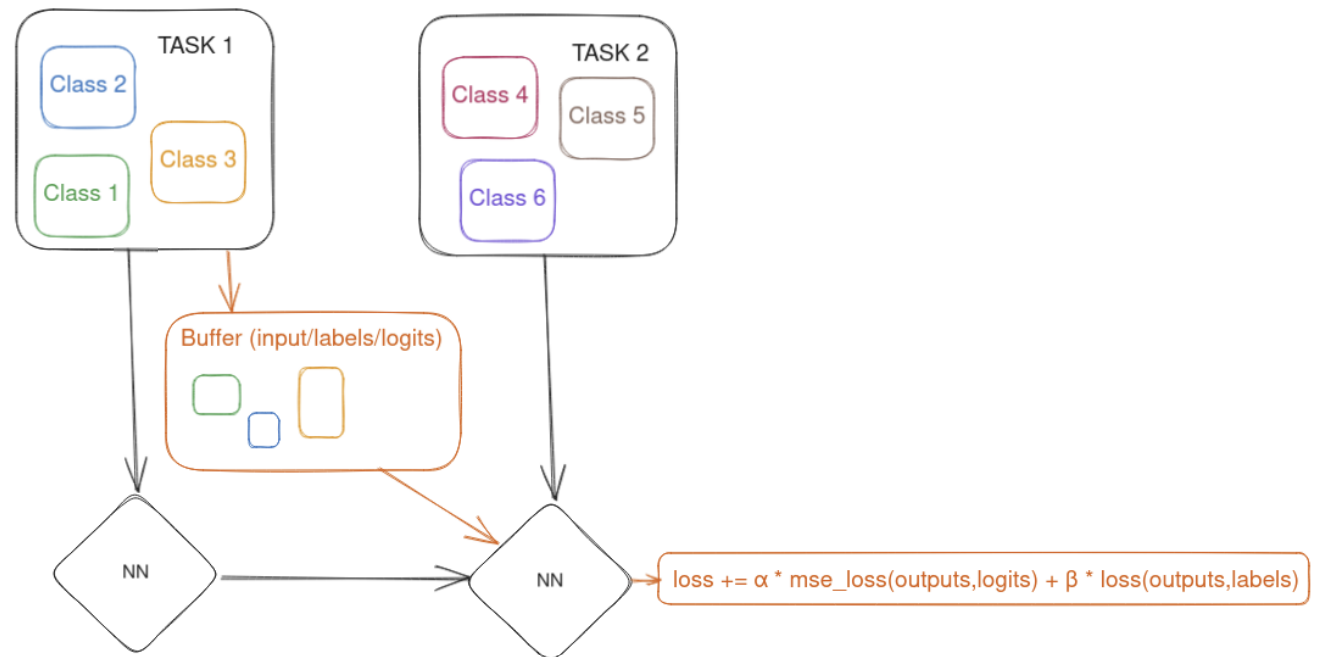 TASK 1
Class 2
Class 3
Class 1
TASK 2
Class 4
Class 5
Class 6
Buffer (input/labels/logits)
NN
NN
loss += α * mse_loss(outputs,logits) + β * loss(outputs,labels)